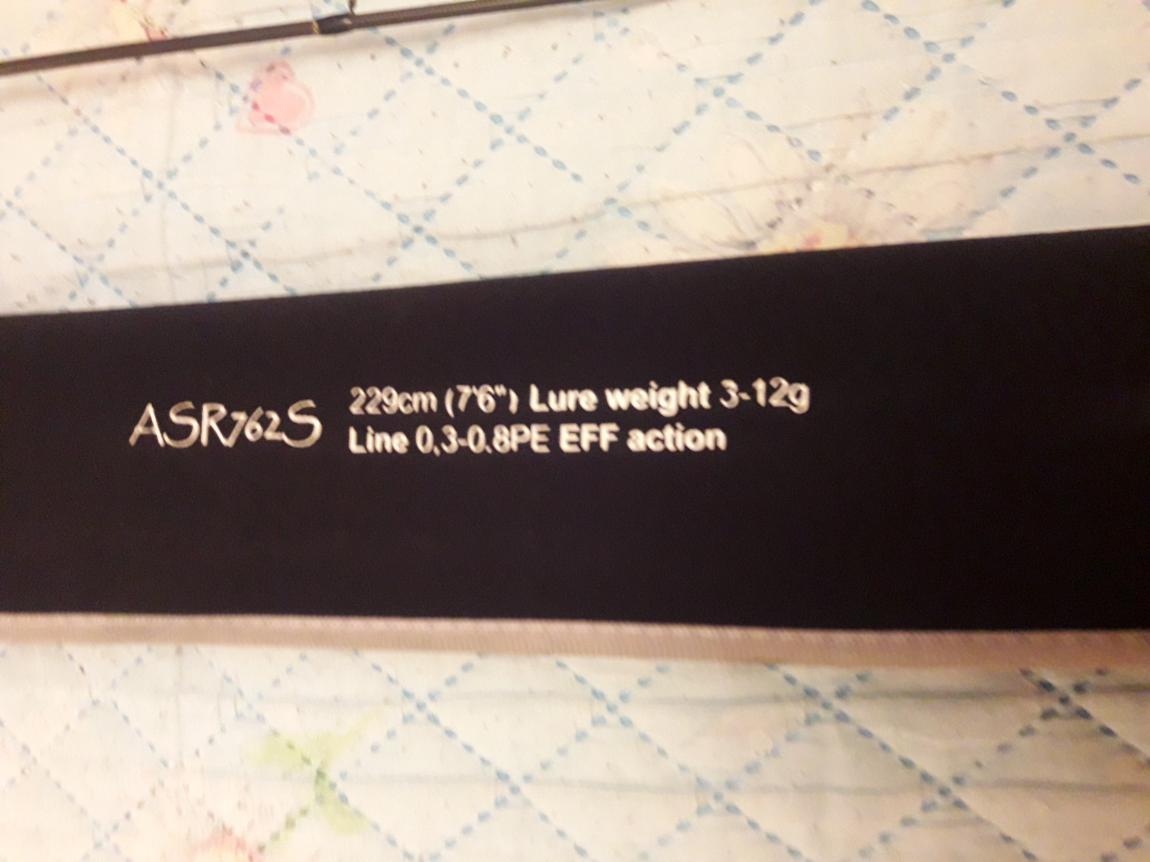 ASR762S
229cm (7'6") Lure weight 3-12g
Line 0,3-0.8PE EFF action